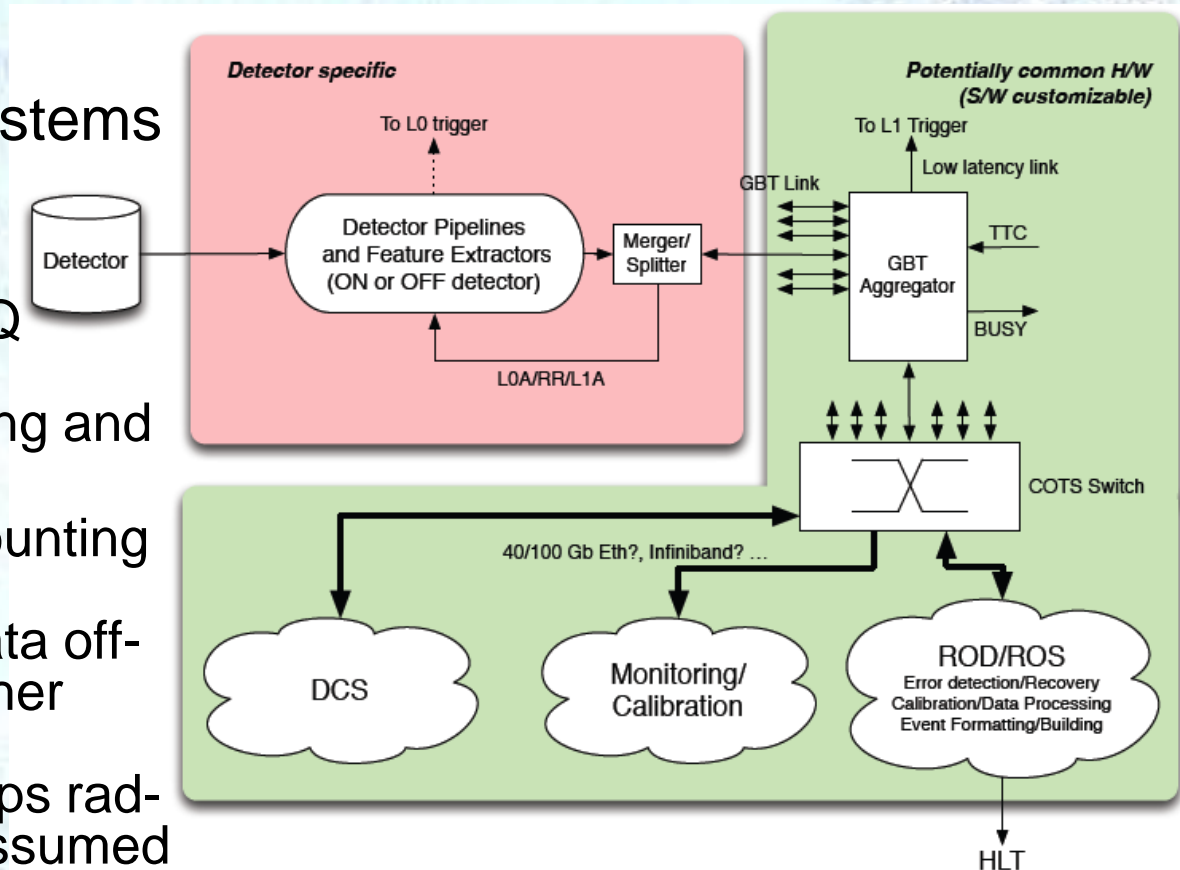 stems
Q
ng and
ounting
ata off-
ner
ps rad-
ssumed
Detector specific
To L0 trigger
Detector
Detector Pipelines
and Feature Extractors
(ON or OFF detector)
Merger/
Splitter
L0A/RR/L1A
Potentially common H/W
(S/W customizable)
To L1 Trigger
Low latency link
GBT Link
GBT
Aggregator
TTC
BUSY
COTS Switch
40/100 Gb Eth?, Infiniband? ...
DCS
Monitoring/
Calibration
ROD/ROS
Error detection/Recovery
Calibration/Data Processing
Event Formatting/Building
HLT